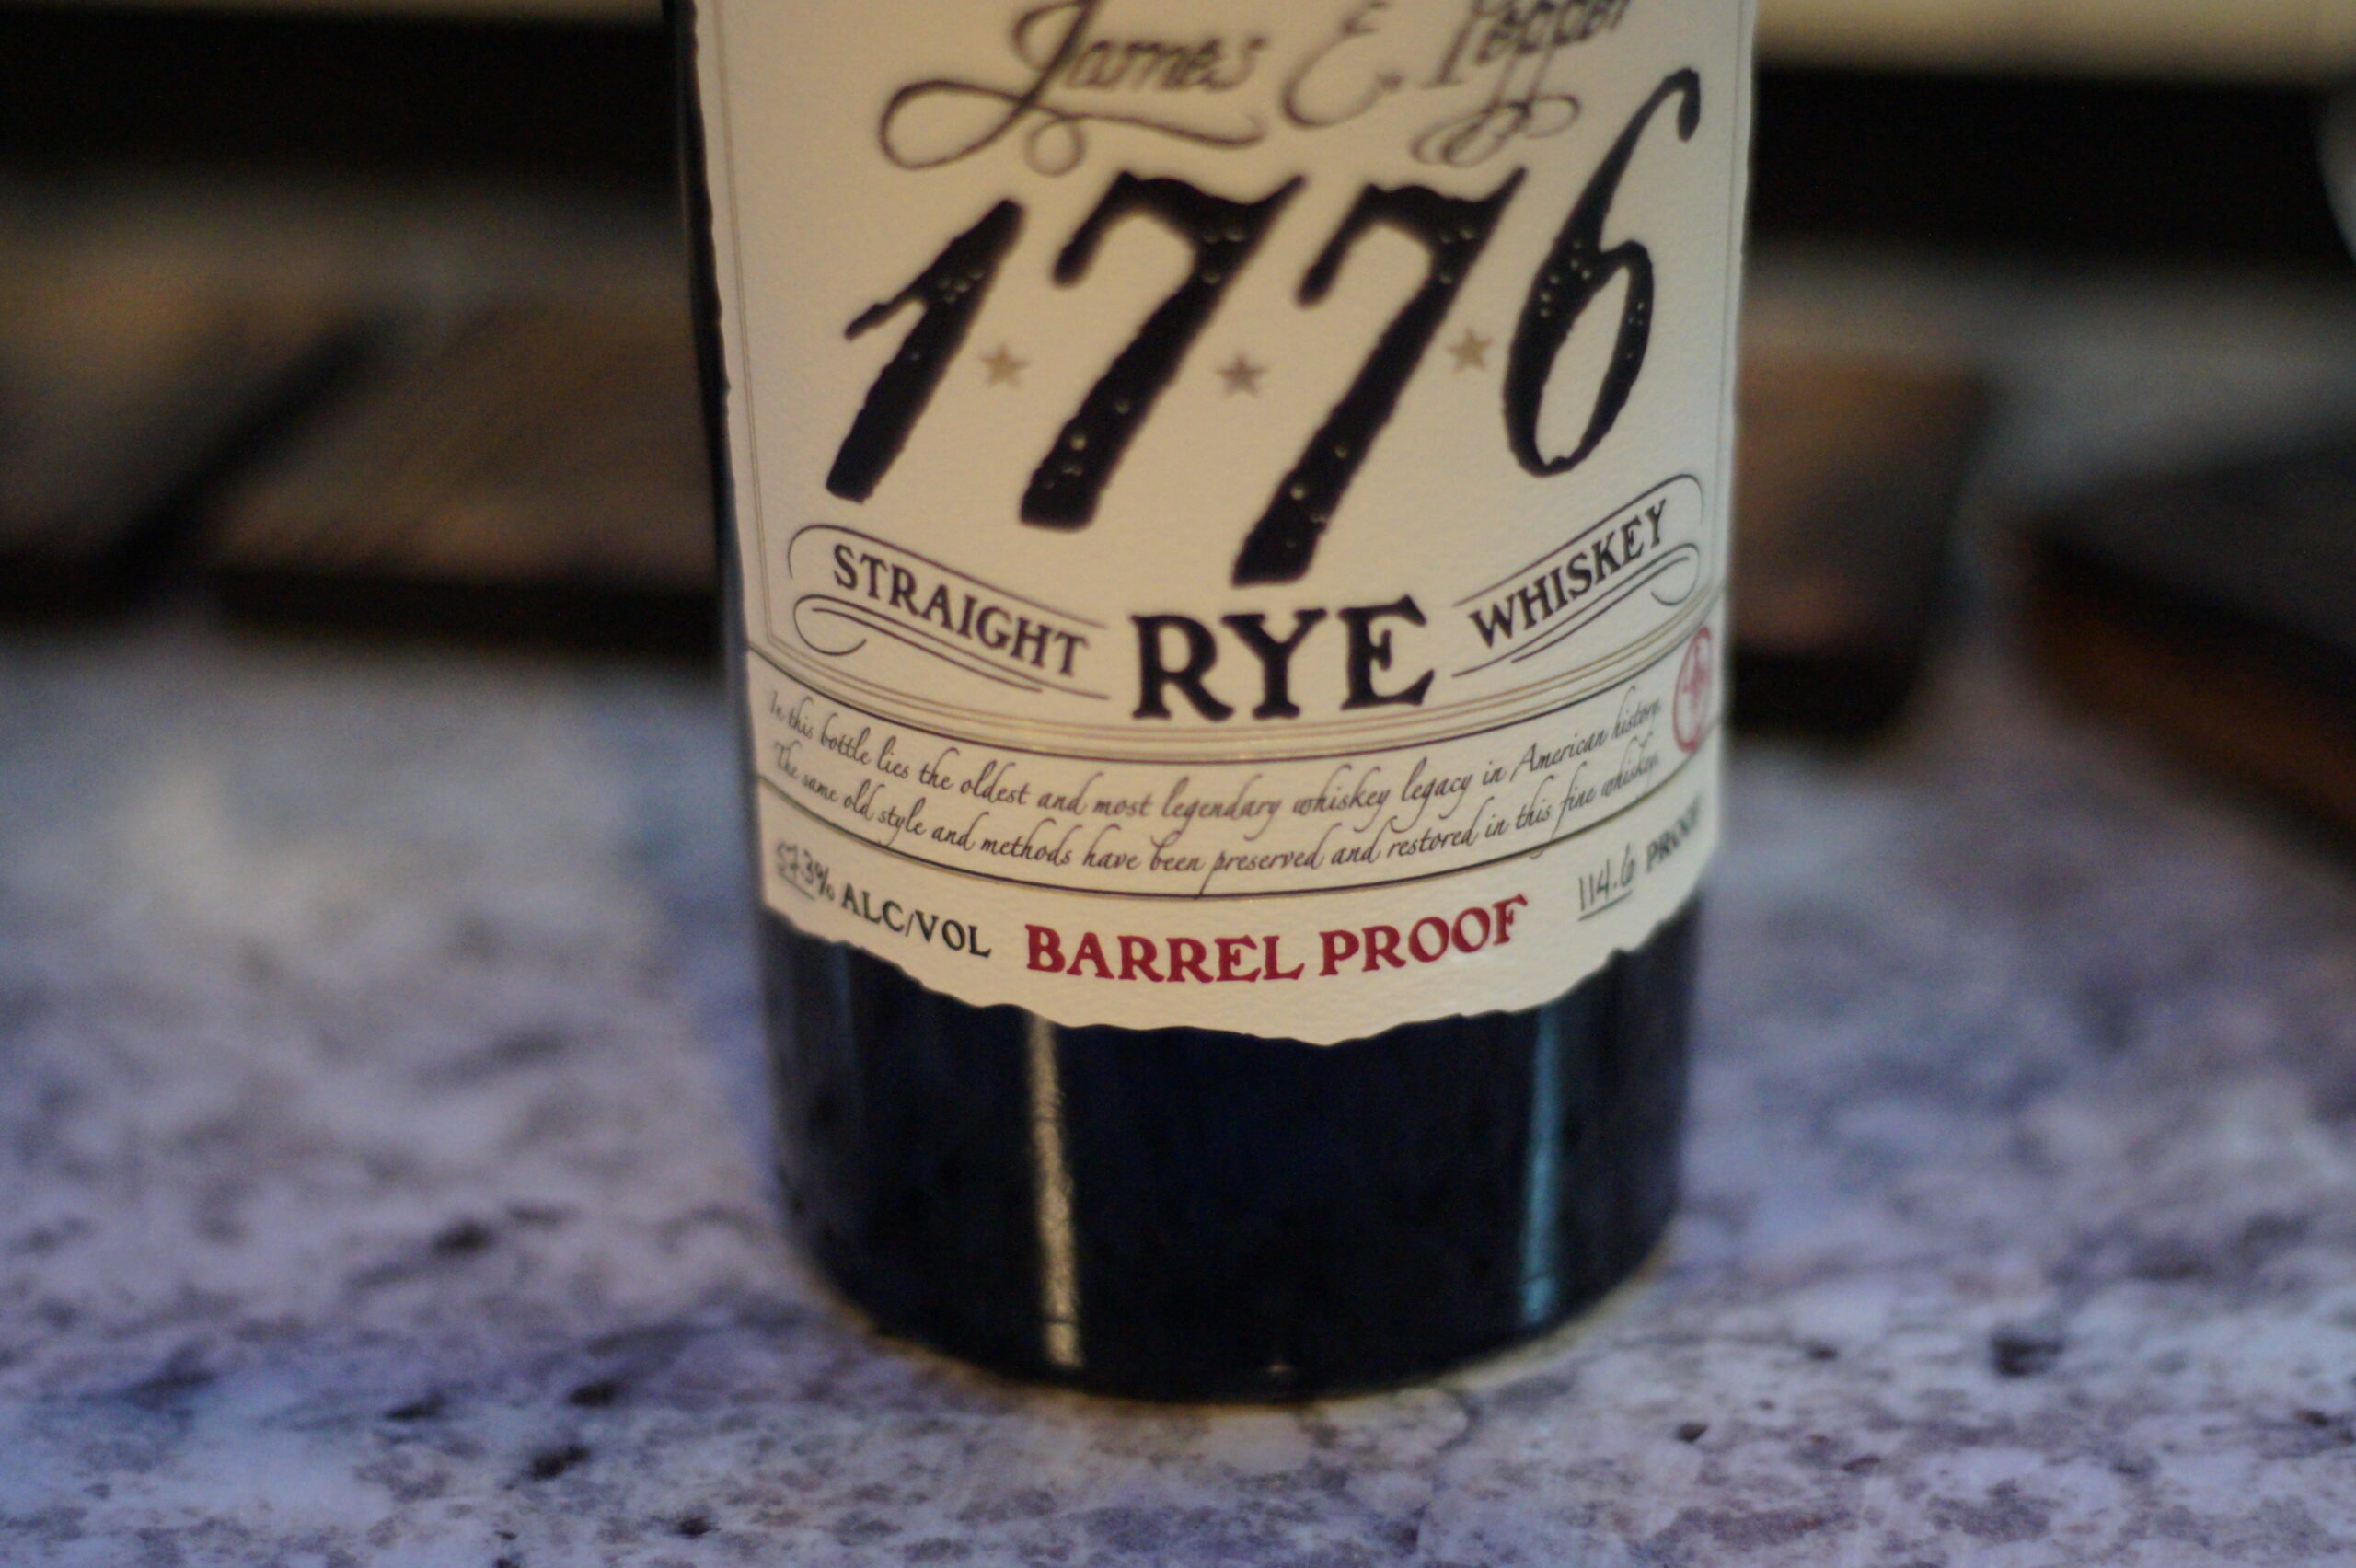 James E. Pepper
1776
STRAIGHT RYE WHISKEY
In this bottle lies the oldest and most legendary whiskey legacy in American history.
The same old style and methods have been preserved and restored in this fine whiskey.
57.3% ALC/VOL BARREL PROOF 114.6 PROOF